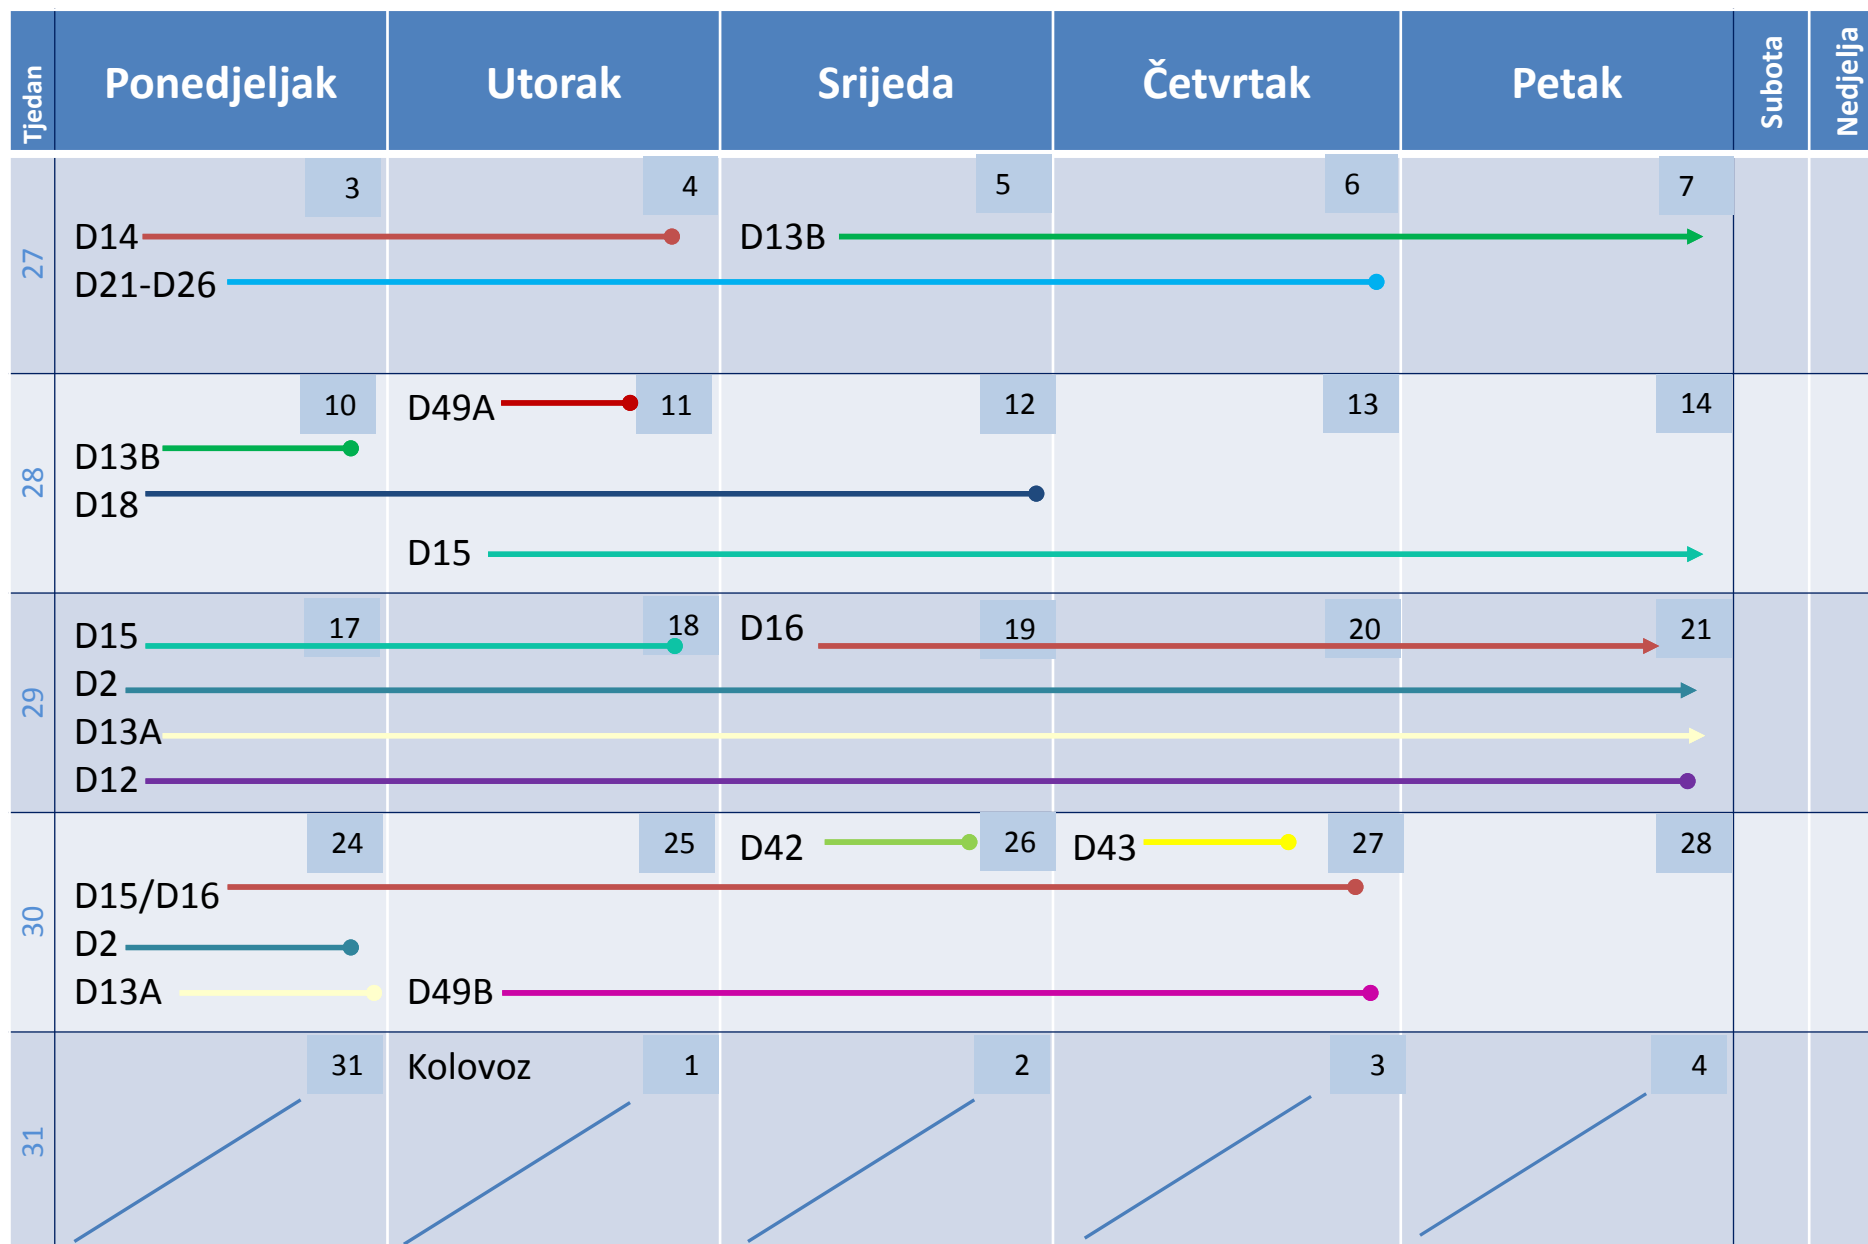 Tjedan Ponedjeljak Utorak Srijeda Četvrtak Petak Subota Nedjelja
27 3 4 5 6 7
D14 D13B
D21-D26
28 10 D49A 11 12 13 14
D13B
D18
D15
29 D15 17 18 D16 19 20 21
D2
D13A
D12
30 24 25 D42 26 D43 27 28
D15/D16
D2
D13A D49B
31 31 Kolovoz 1 2 3 4